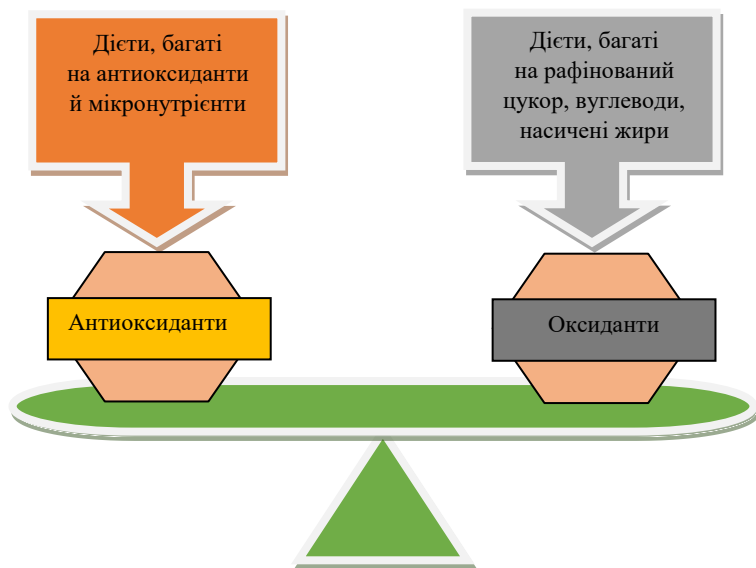 Дієти, багаті
на антиоксиданти
й мікронутрієнти
Дієти, багаті
на рафінований
цукор, вуглеводи,
насичені жири
Антиоксиданти
Оксиданти